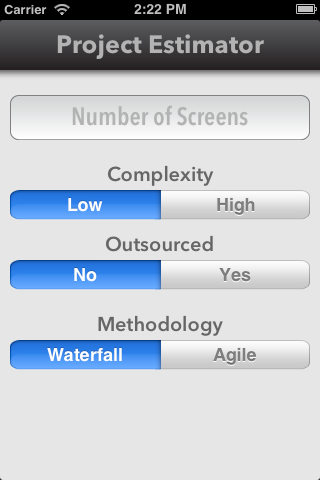 Carrier 2:22 PM
Project Estimator
Number of Screens
Complexity
Low High
Outsourced
No Yes
Methodology
Waterfall Agile